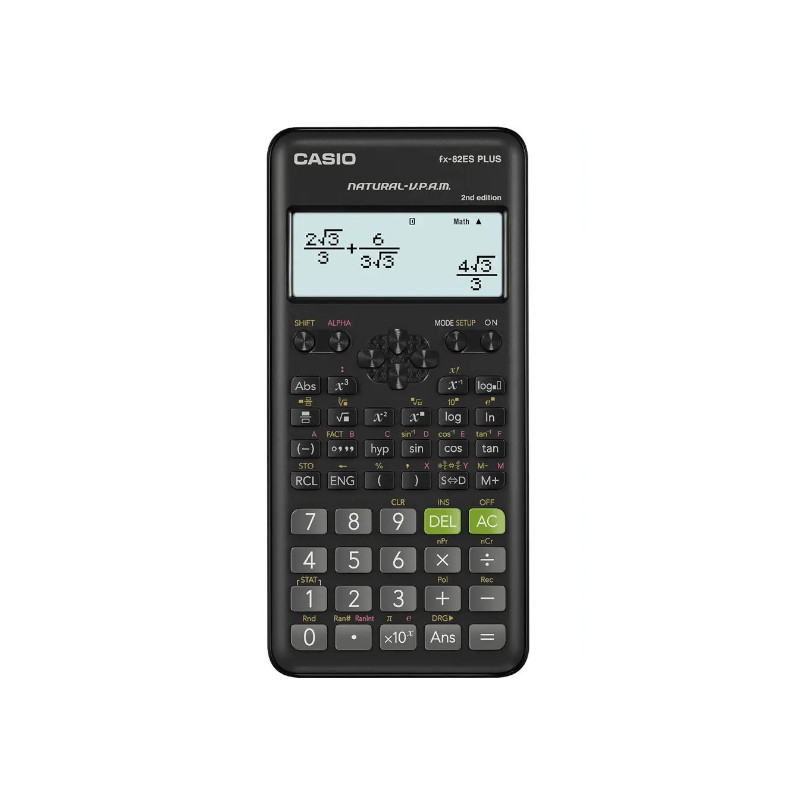 CASIO fx-82ES PLUS
NATURAL-V.P.A.M.
2nd edition
D Math ▲
2√3/3+6/3√3
4√3/3
SHIFT ALPHA MODE SETUP ON
: x!
Abs x³ x⁻¹ log■□
³√■ ■√□ 10■ e■
√■ x² x■ log ln
A FACT B C sin⁻¹ D cos⁻¹ E tan⁻¹ F
(−) °,,, hyp sin cos tan
STO ← % , X Y M− M
RCL ENG ( ) S⇔D M+
CLR INS OFF
7 8 9 DEL AC
nPr nCr
4 5 6 × ÷
STAT Pol Rec
1 2 3 + −
Rnd Ran# RanInt π e DRG▶
0 • ×10ˣ Ans =